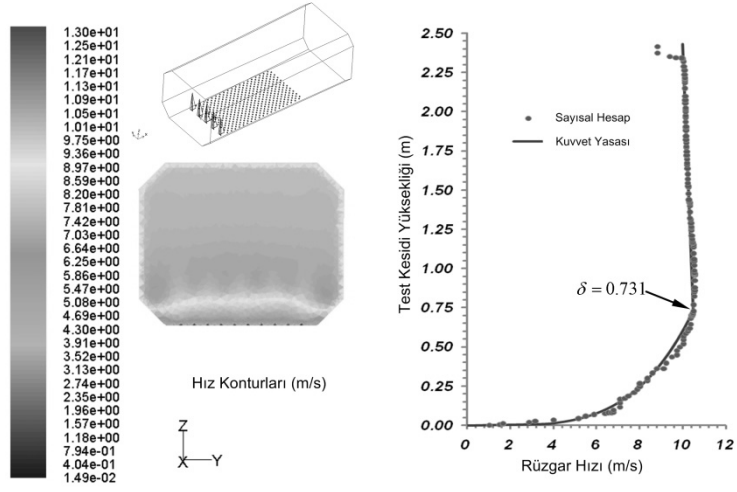 1.30e+01
1.25e+01
1.21e+01
1.17e+01
1.13e+01
1.09e+01
1.05e+01
1.01e+01
9.75e+00
9.36e+00
8.97e+00
8.59e+00
8.20e+00
7.81e+00
7.42e+00
7.03e+00
6.64e+00
6.25e+00
5.86e+00
5.47e+00
5.08e+00
4.69e+00
4.30e+00
3.91e+00
3.52e+00
3.13e+00
2.74e+00
2.35e+00
1.96e+00
1.57e+00
1.18e+00
7.94e-01
4.04e-01
1.49e-02
Hız Konturları (m/s)
Z
X
Y
Test Kesidi Yüksekliği (m)
2.50
2.25
2.00
1.75
1.50
1.25
1.00
0.75
0.50
0.25
0.00
Sayısal Hesap
Kuvvet Yasası
δ = 0.731
0
2
4
6
8
10
12
Rüzgar Hızı (m/s)